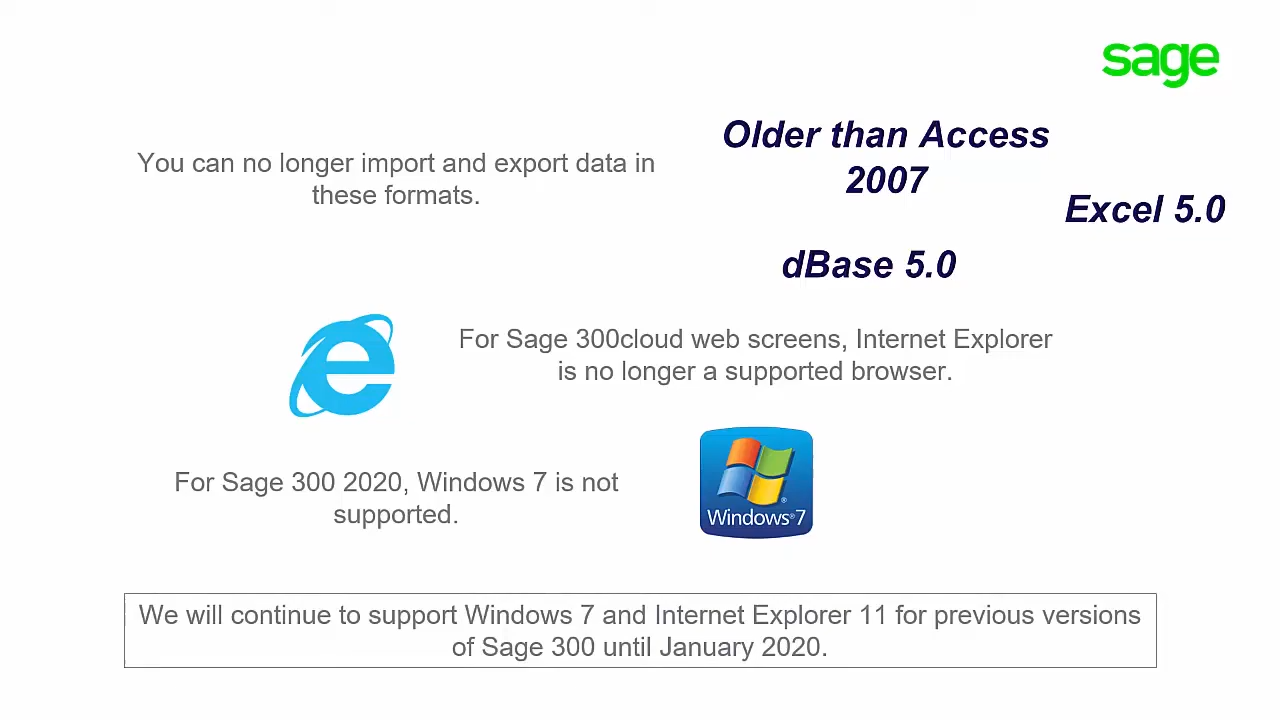 sage
You can no longer import and export data in
these formats.
Older than Access
2007
Excel 5.0
dBase 5.0
For Sage 300cloud web screens, Internet Explorer
is no longer a supported browser.
For Sage 300 2020, Windows 7 is not
supported.
Windows®7
We will continue to support Windows 7 and Internet Explorer 11 for previous versions
of Sage 300 until January 2020.